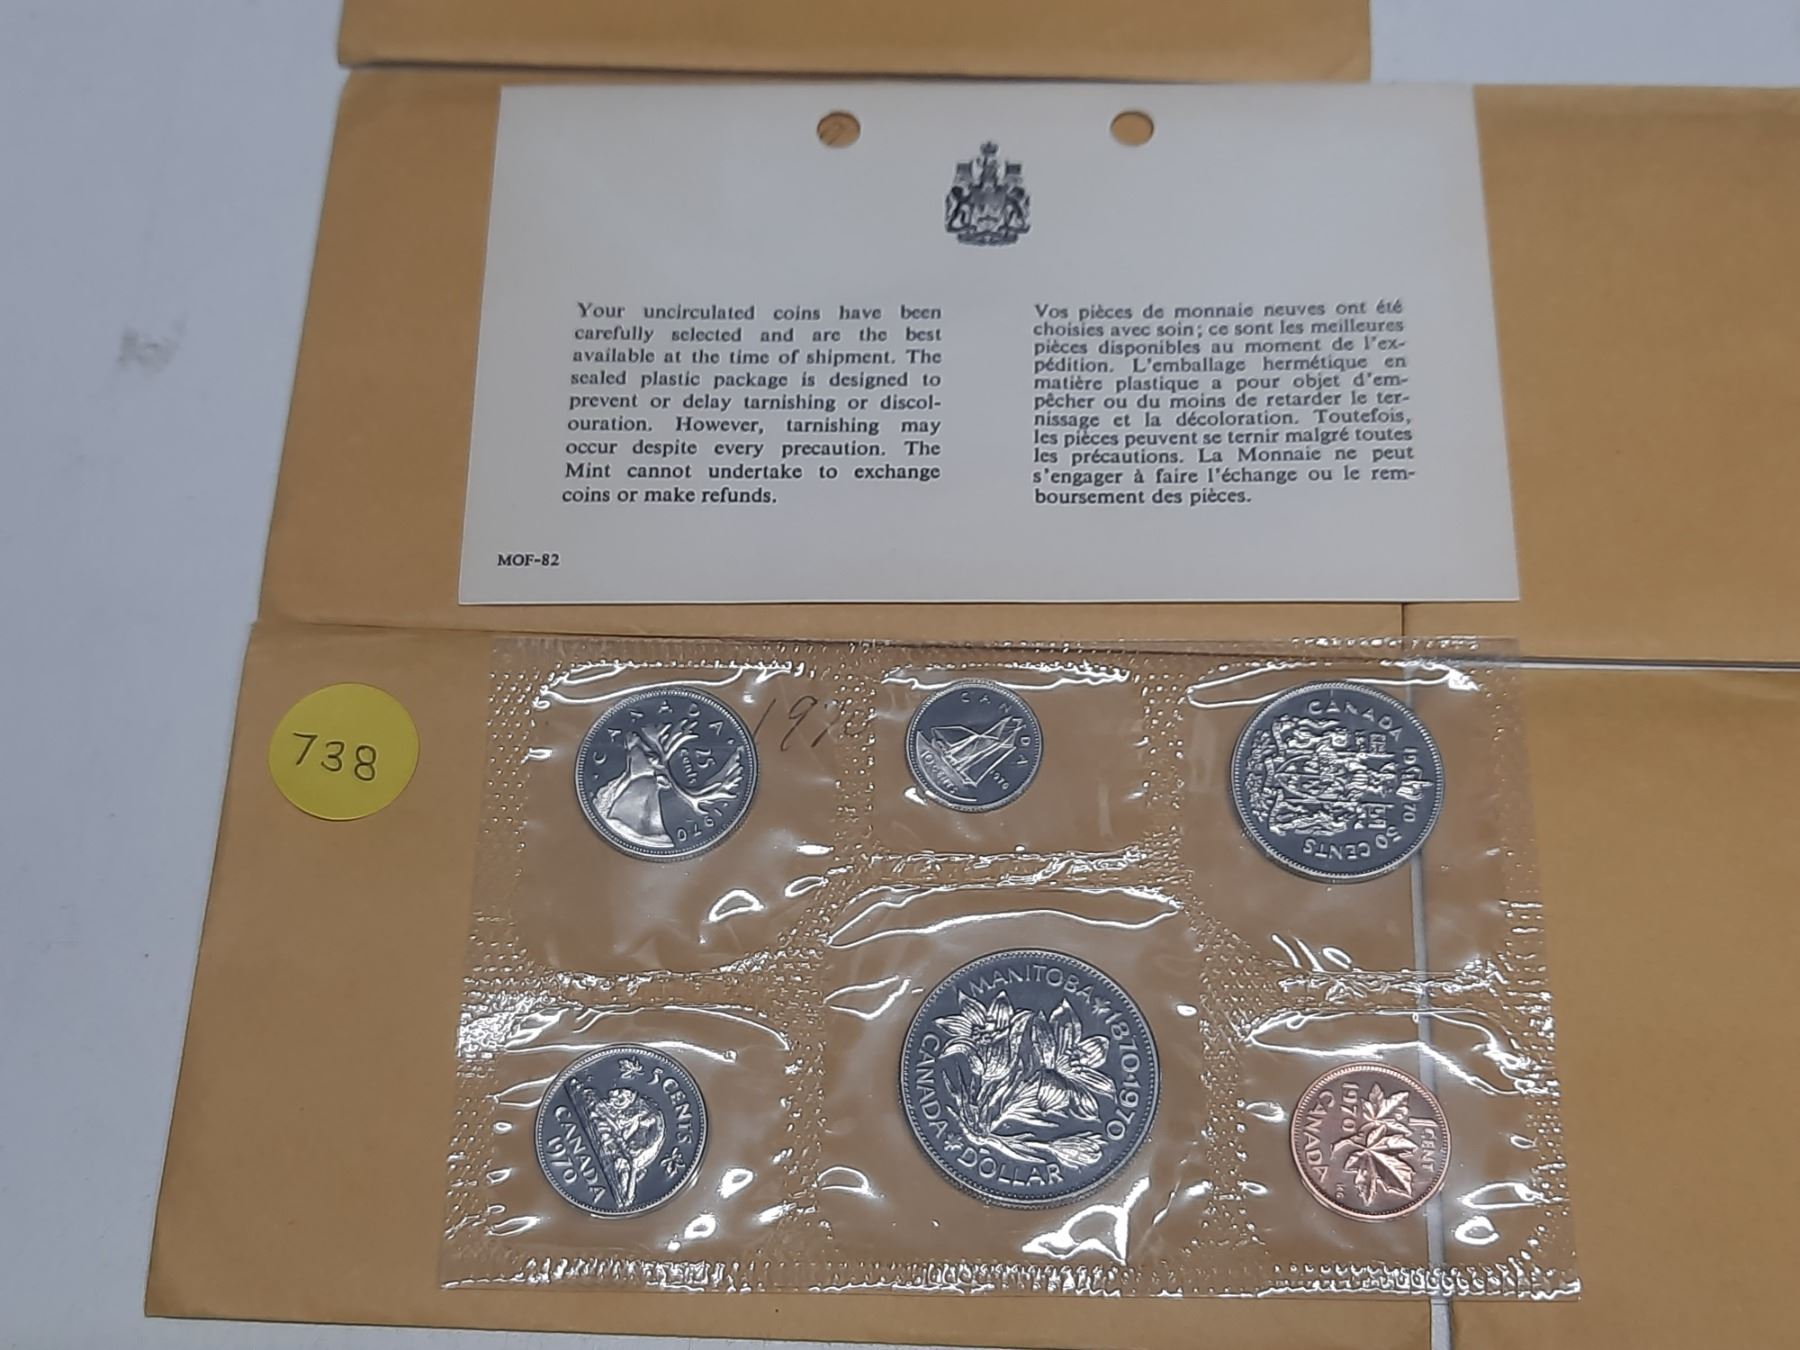 Your uncirculated coins have been
carefully selected and are the best
available at the time of shipment. The
sealed plastic package is designed to
prevent or delay tarnishing or discol-
ouration. However, tarnishing may
occur despite every precaution. The
Mint cannot undertake to exchange
coins or make refunds.
Vos pièces de monnaie neuves ont été
choisies avec soin; ce sont les meilleures
pièces disponibles au moment de l'ex-
pédition. L'emballage hermétique en
matière plastique a pour objet d'em-
pêcher ou du moins de retarder le ter-
nissage et la décoloration. Toutefois,
les pièces peuvent se ternir malgré toutes
les précautions. La Monnaie ne peut
s'engager à faire l'échange ou le rem-
boursement des pièces.
MOF-82
738
1970
CANADA
25
CENTS
1970
CANADA
10 CENTS
1970
CANADA
1970
50 CENTS
5 CENTS
CANADA
1970
MANITOBA 1870-1970
CANADA DOLLAR
1 CENT
1970
CANADA
KG